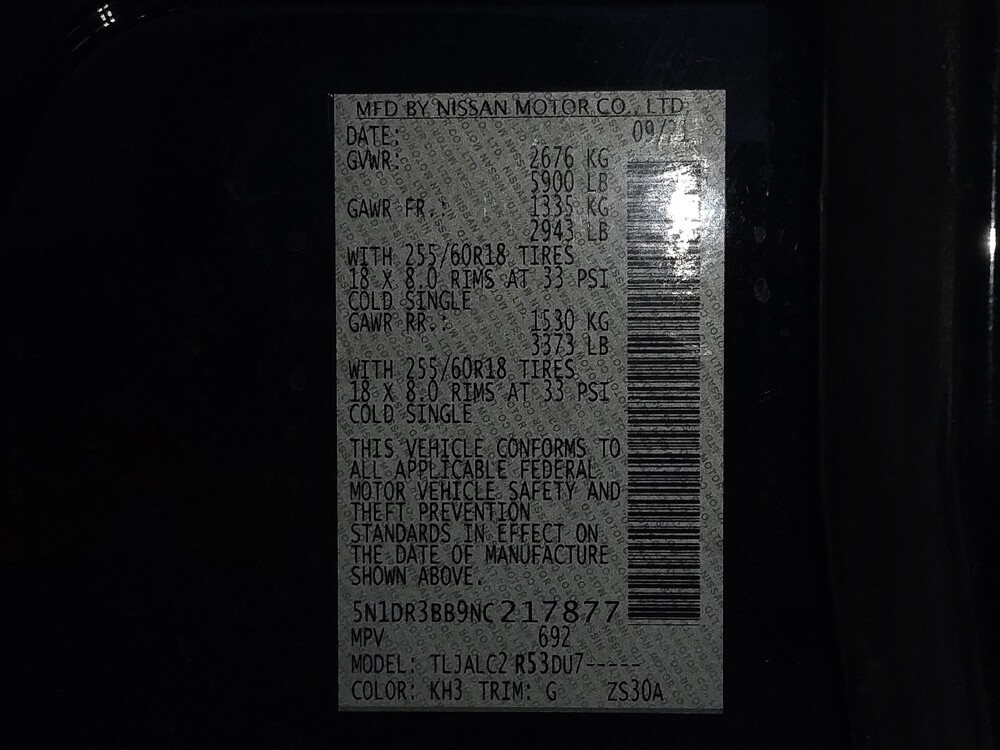 MFD BY NISSAN MOTOR CO., LTD
DATE: 09/21
GVWR: 2676 KG
5900 LB
GAWR FR.: 1335 KG
2943 LB
WITH 255/60R18 TIRES
18 X 8.0 RIMS AT 33 PSI
COLD SINGLE
GAWR RR.: 1530 KG
3373 LB
WITH 255/60R18 TIRES
18 X 8.0 RIMS AT 33 PSI
COLD SINGLE
THIS VEHICLE CONFORMS TO
ALL APPLICABLE FEDERAL
MOTOR VEHICLE SAFETY AND
THEFT PREVENTION
STANDARDS IN EFFECT ON
THE DATE OF MANUFACTURE
SHOWN ABOVE.
5N1DR3BB9NC217877
MPV 692
MODEL: TLJALC2 R53DU7-----
COLOR: KH3 TRIM: G ZS30A